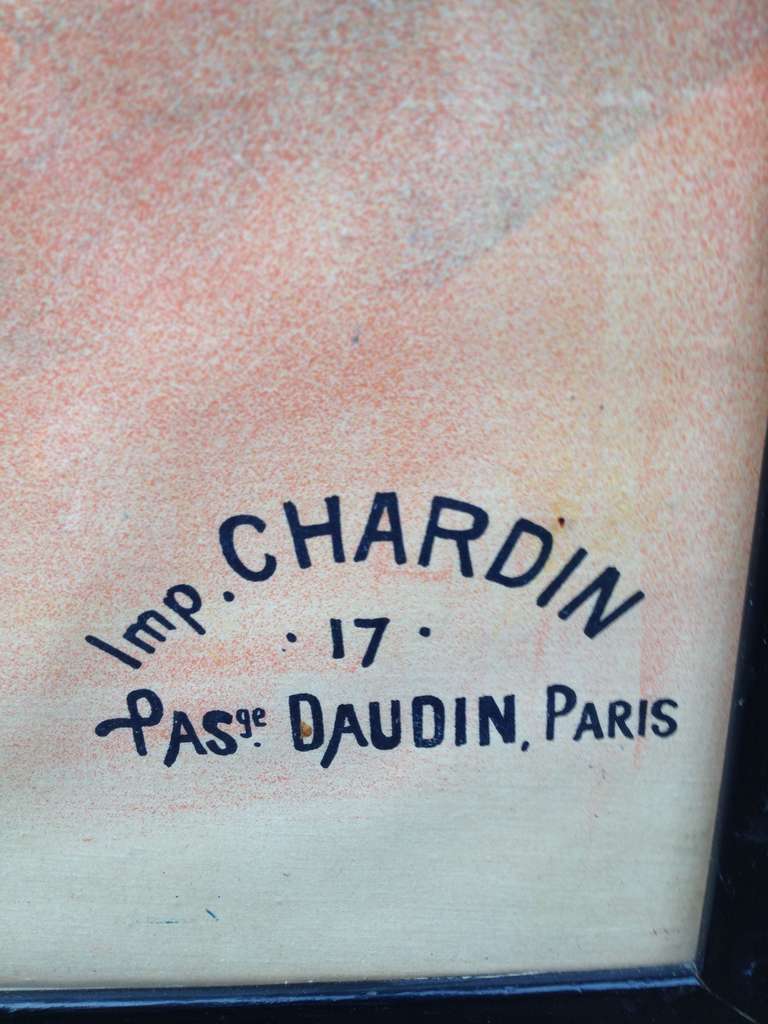 Imp. CHARDIN
· 17 ·
PASge DAUDIN, PARIS